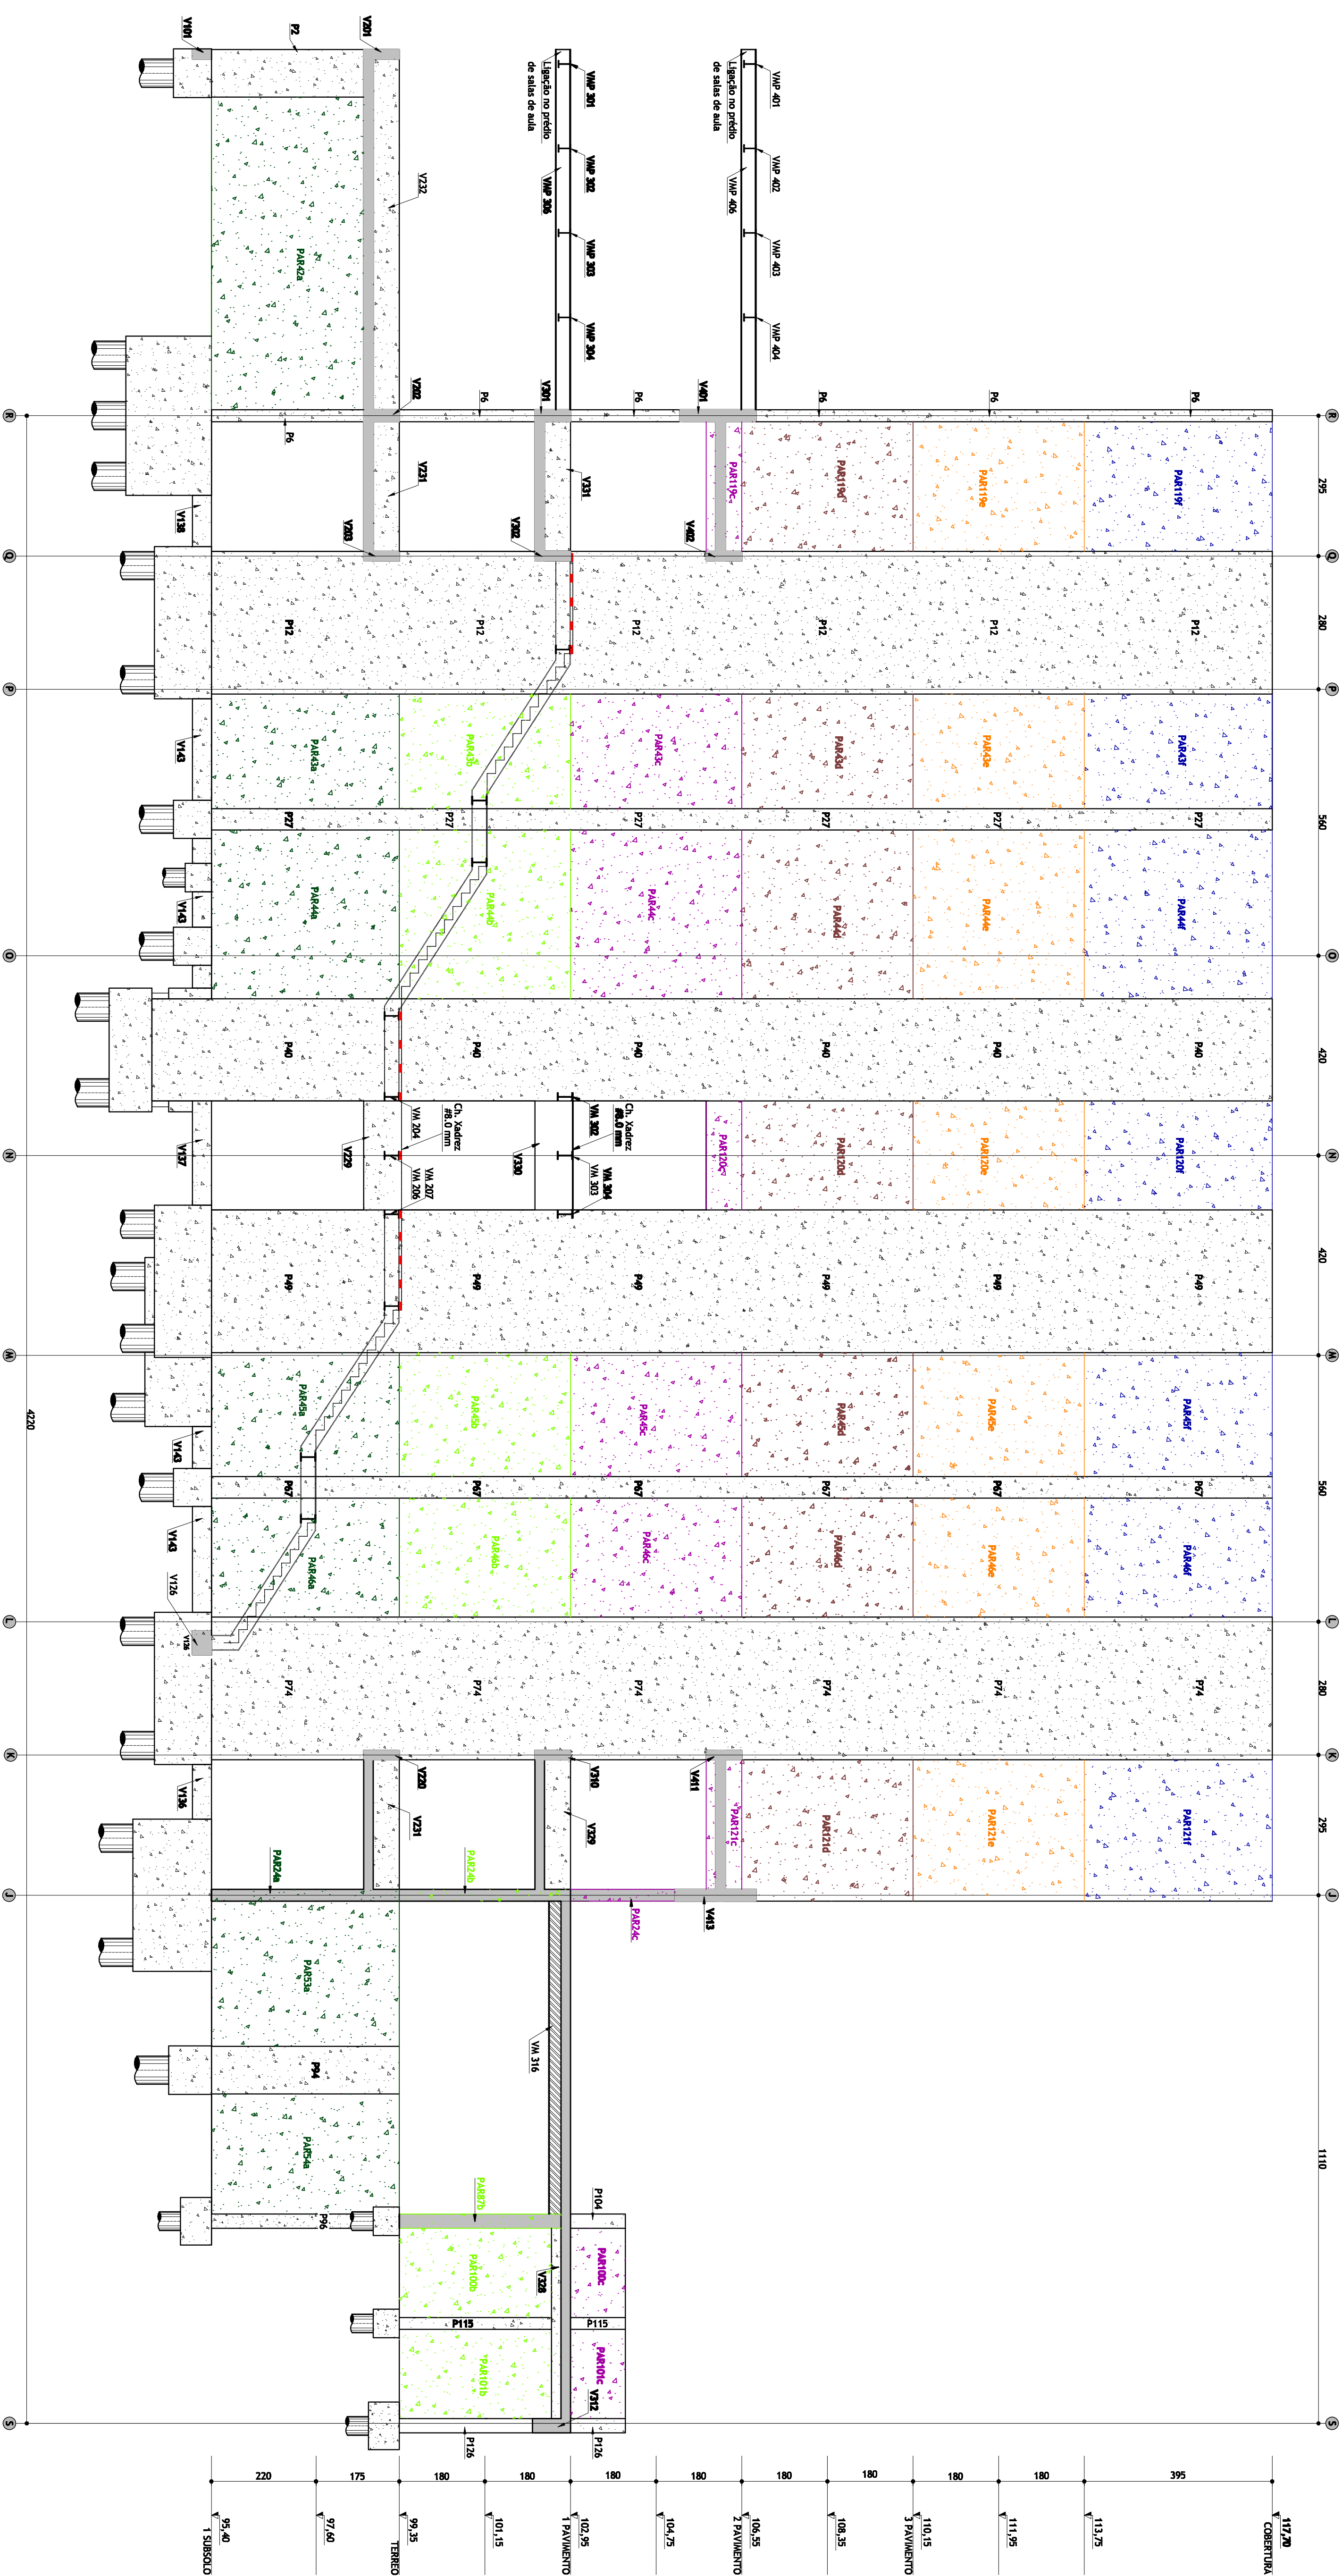 R Q P O N M L K J S
295 280 560 420 420 560 280 295 1110
117,70
COBERTURA
P6 PAR119f P12 PAR43f P27 PAR44f P40 PAR120f P49 PAR45f P67 PAR46f P74 PAR121f
395
113,75
P6 PAR119e P12 PAR43e P27 PAR44e P40 PAR120e P49 PAR45e P67 PAR46e P74 PAR121e
180
111,95
180
110,15
3 PAVIMENTO
P6 PAR119d P12 PAR43d P27 PAR44d P40 PAR120d P49 PAR45d P67 PAR46d P74 PAR121d
180
108,35
180
VMP 401 VMP 402 VMP 403 VMP 404
106,55
2 PAVIMENTO
Ligação no prédio
de salas de aula
VMP 406
V401
PAR119c
V402
PAR120c
V411
PAR121c
V413
180
104,75
P6 P12 PAR43c P27 PAR44c P40 P49 PAR45c P67 PAR46c P74 PAR24c
Ch. Xadrez
#8.0 mm
VM 302
VM 303
VM 304
P104 PAR100c P115 PAR101c P126
180
VMP 301 VMP 302 VMP 303 VMP 304
V331
V310
V329
V312
102,95
1 PAVIMENTO
Ligação no prédio
de salas de aula
VMP 306
V301
V302
V330
VM 316
V328
180
101,15
P6 P12 PAR43b P27 PAR44b P40 P49 PAR45b P67 PAR46b P74 PAR24b PAR87b PAR100b P115 PAR101b P126
Ch. Xadrez
#8.0 mm
180
V201
V232
V202
V231
VM 204
VM 206
VM 207
V220
V231
99,35
TERREO
V203
V229
175
97,60
P2 PAR42a P6 P12 PAR43a P27 PAR44a P40 P49 PAR45a P67 PAR46a P74 PAR24a PAR53a P94 PAR54a P96
220
95,40
1 SUBSOLO
V101 V138 V143 V143 V137 V143 V143 V126 V126 V136
4220
R Q P O N M L K J S